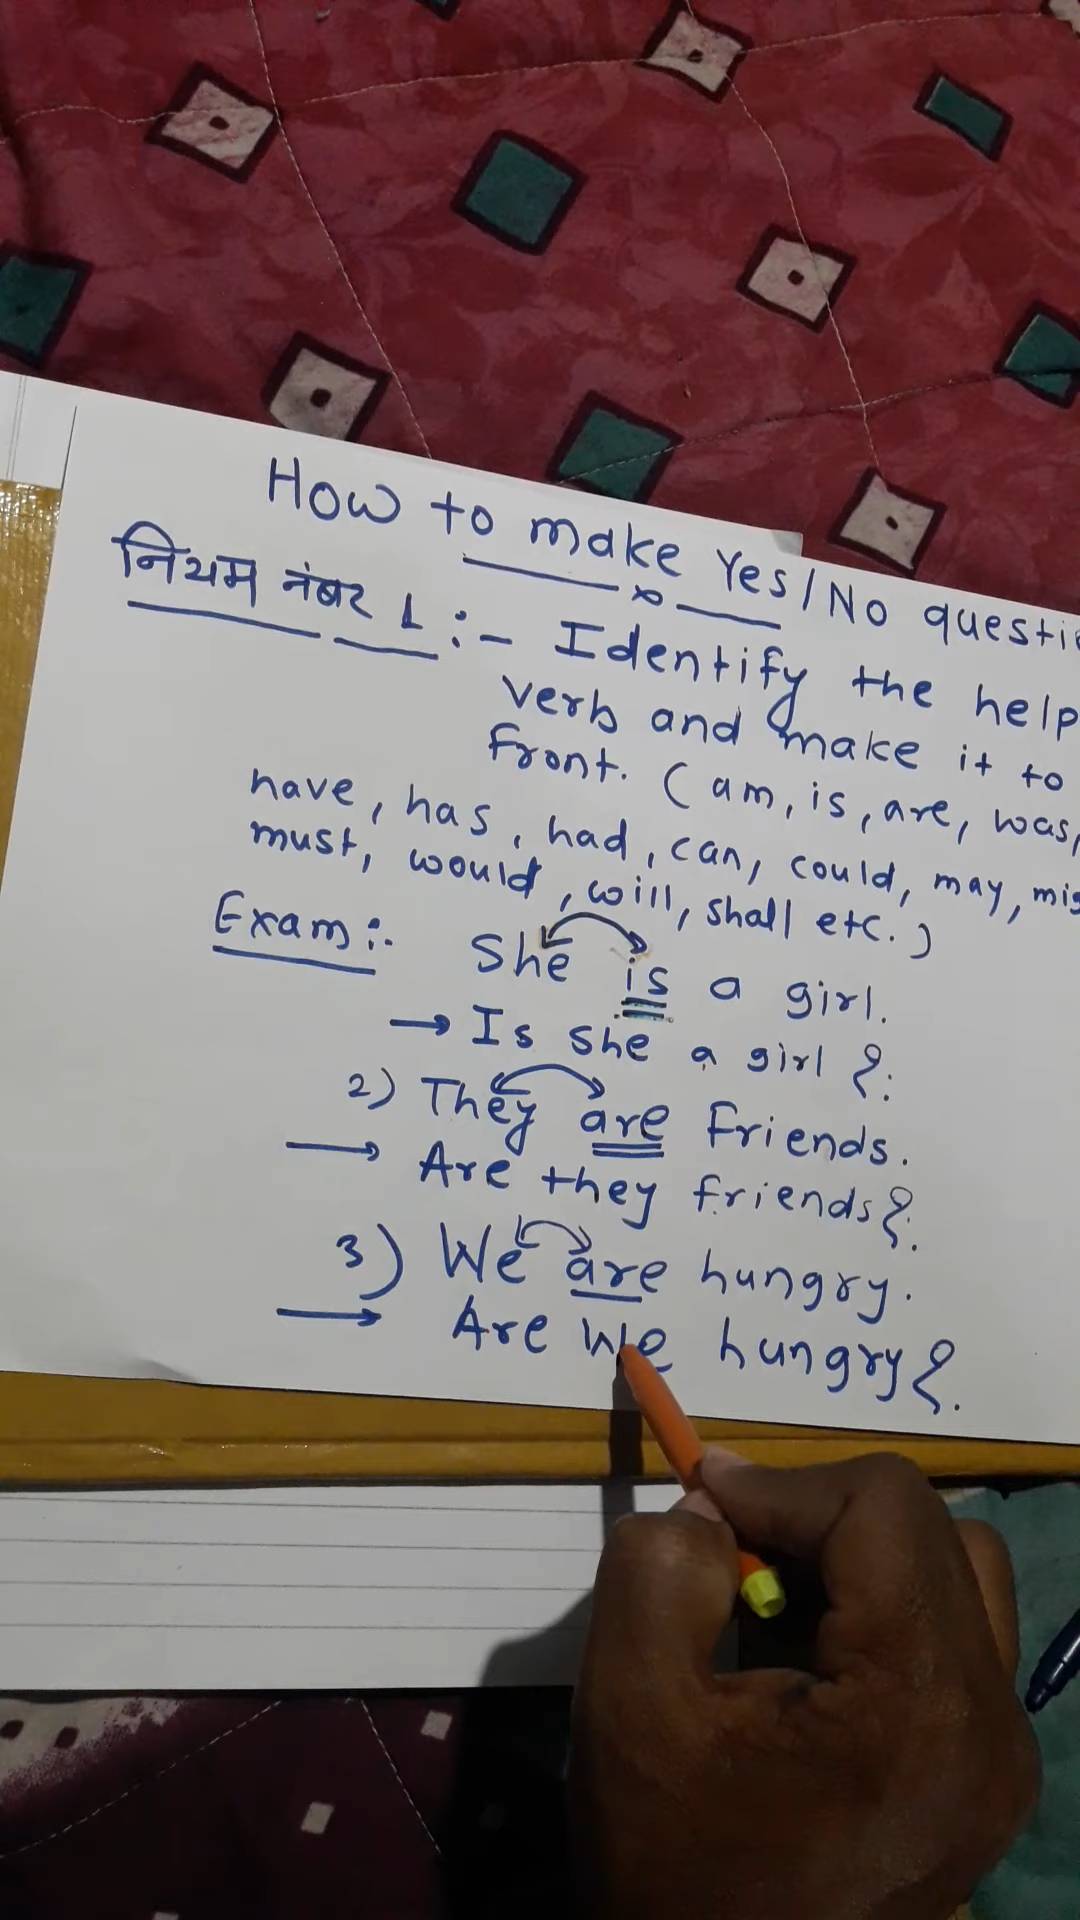 How to make Yes/No
नियम नंबर 1 :- Identify the
verb and make it to
front. (am, is, are, was,
have, has, had, can, could, may,
must, would, will, shall etc.)
Exam :- She is a girl.
→ Is she a girl ?
2) They are friends.
→ Are they friends?
3) We are hungry.
→ Are We hungry?